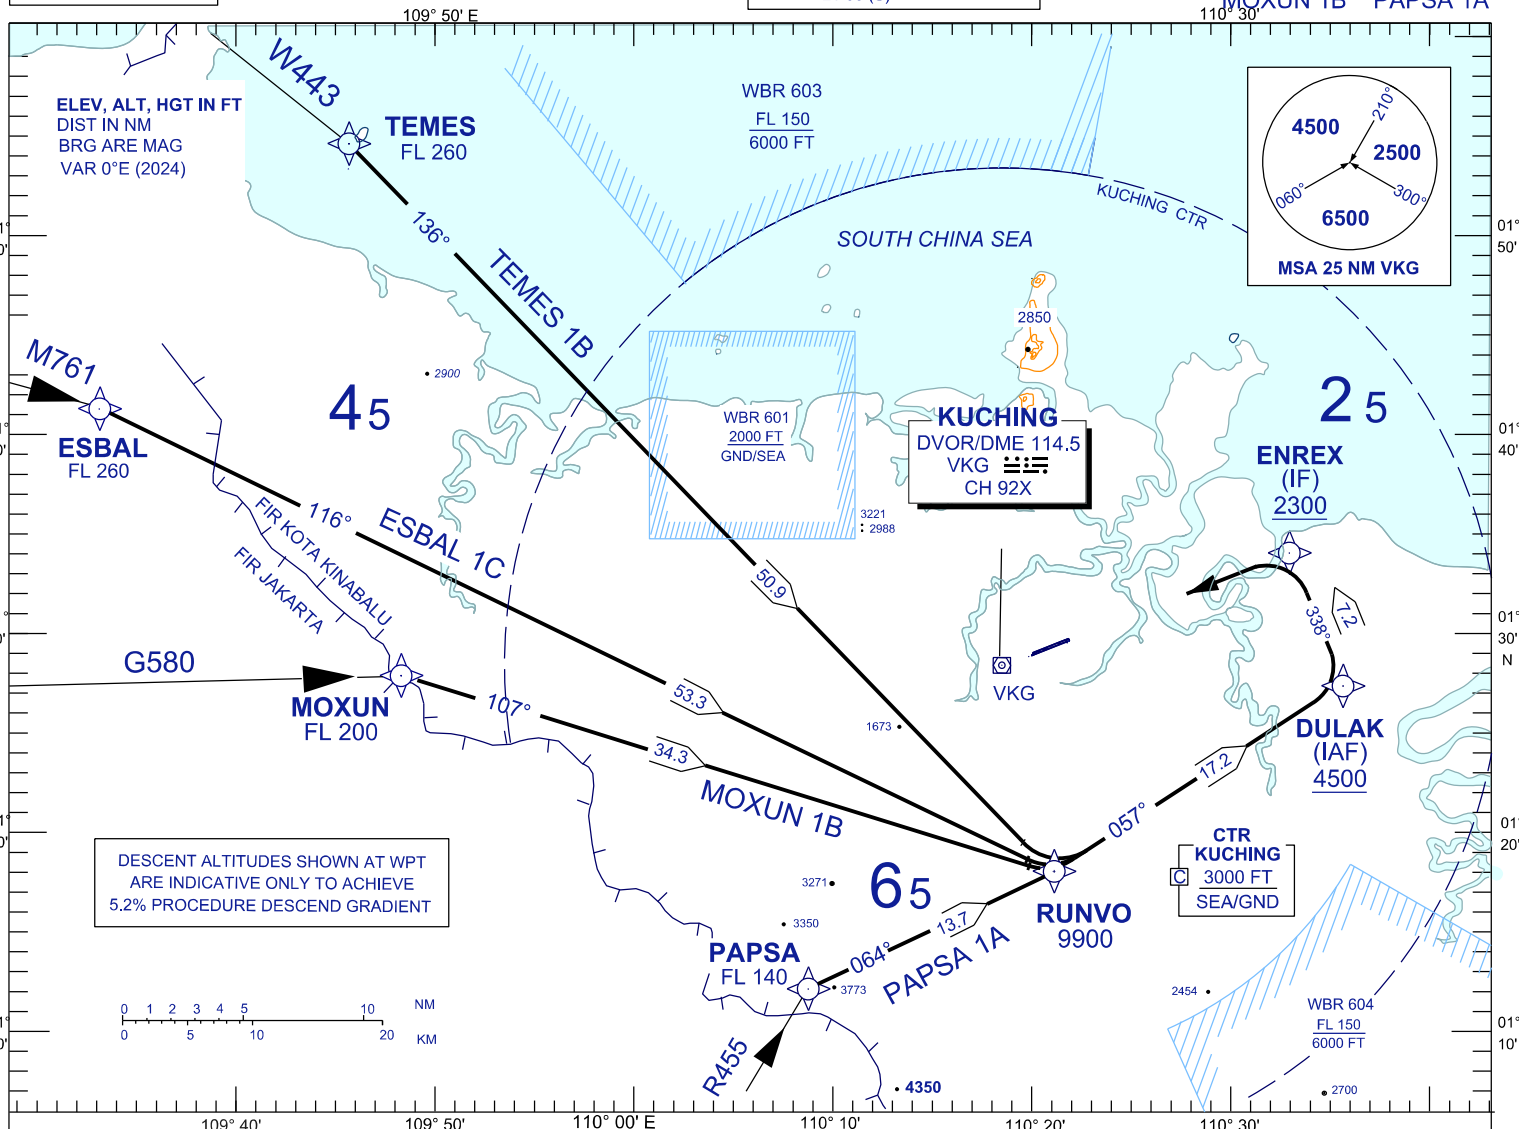 109° 50' E
110° 30'
MOXUN 1B PAPSA 1A
W443
ELEV, ALT, HGT IN FT
DIST IN NM
BRG ARE MAG
VAR 0°E (2024)
TEMES
FL 260
WBR 603
FL 150
6000 FT
KUCHING CTR
210°
4500
2500
060°
300°
6500
MSA 25 NM VKG
136°
TEMES 1B
SOUTH CHINA SEA
01°
50'
2850
M761
2900
45
ESBAL
FL 260
WBR 601
2000 FT
GND/SEA
KUCHING
DVOR/DME 114.5
VKG
CH 92X
25
ENREX
(IF)
2300
01°
40'
116°
ESBAL 1C
FIR KOTA KINABALU
FIR JAKARTA
3221
2988
50.9
338°
7.2
01°
30'
N
G580
MOXUN
FL 200
107°
53.3
34.3
MOXUN 1B
1673
VKG
DULAK
(IAF)
4500
17.2
057°
01°
20'
CTR
KUCHING
C
3000 FT
SEA/GND
DESCENT ALTITUDES SHOWN AT WPT
ARE INDICATIVE ONLY TO ACHIEVE
5.2% PROCEDURE DESCEND GRADIENT
3271
65
3350
RUNVO
9900
PAPSA
FL 140
064°
13.7
PAPSA 1A
3773
2454
WBR 604
FL 150
6000 FT
01°
10'
0 1 2 3 4 5 10 NM
0 5 10 20 KM
R455
4350
2700
109° 40'
109° 50'
110° 00' E
110° 10'
110° 20'
110° 30'